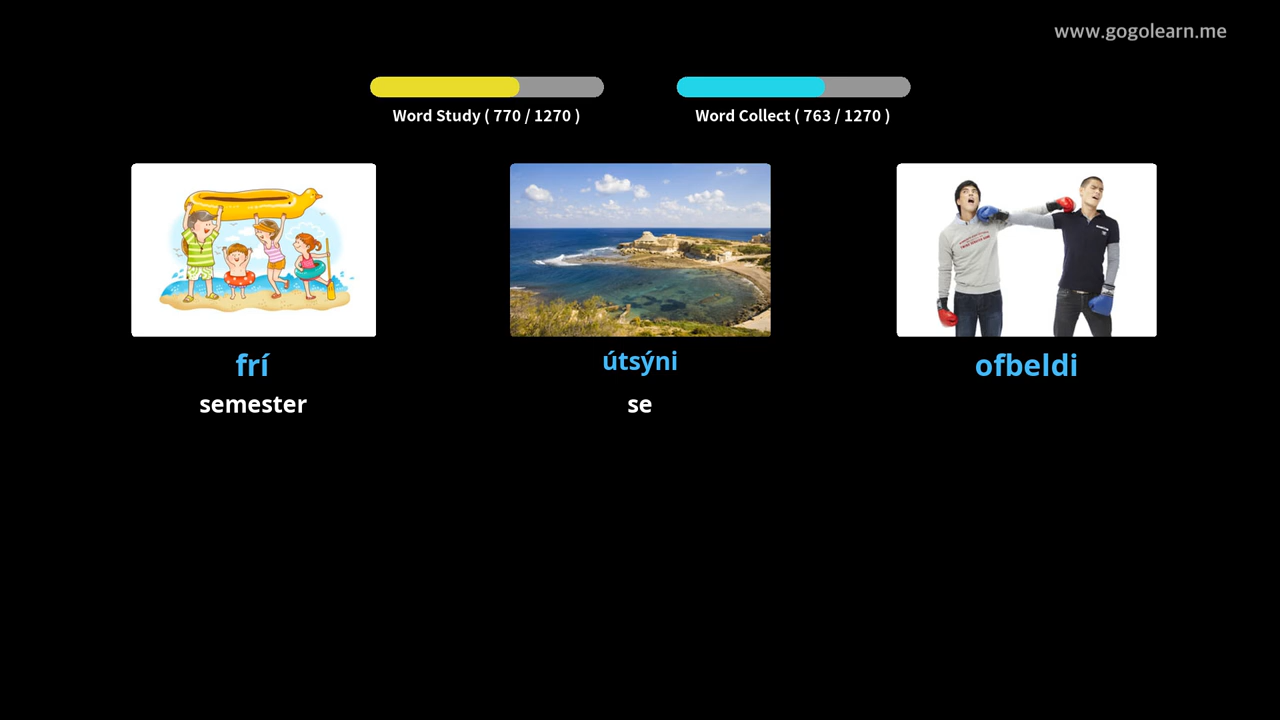 www.gogolearn.me
Word Study ( 770 / 1270 )
Word Collect ( 763 / 1270 )
frí
útsýni
ofbeldi
semester
se